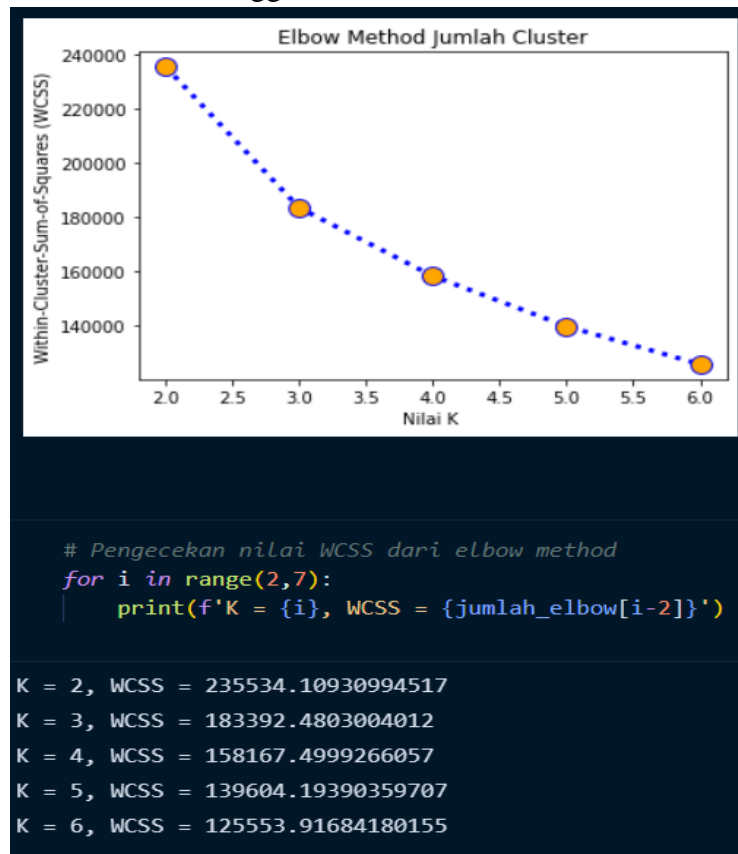 Elbow Method Jumlah Cluster
Within-Cluster-Sum-of-Squares (WCSS)
240000
220000
200000
180000
160000
140000
2.0 2.5 3.0 3.5 4.0 4.5 5.0 5.5 6.0
Nilai K
# Pengecekan nilai WCSS dari elbow method
for i in range(2,7):
print(f'K = {i}, WCSS = {jumlah_elbow[i-2]}')
K = 2, WCSS = 235534.10930994517
K = 3, WCSS = 183392.4803004012
K = 4, WCSS = 158167.4999266057
K = 5, WCSS = 139604.19390359707
K = 6, WCSS = 125553.91684180155